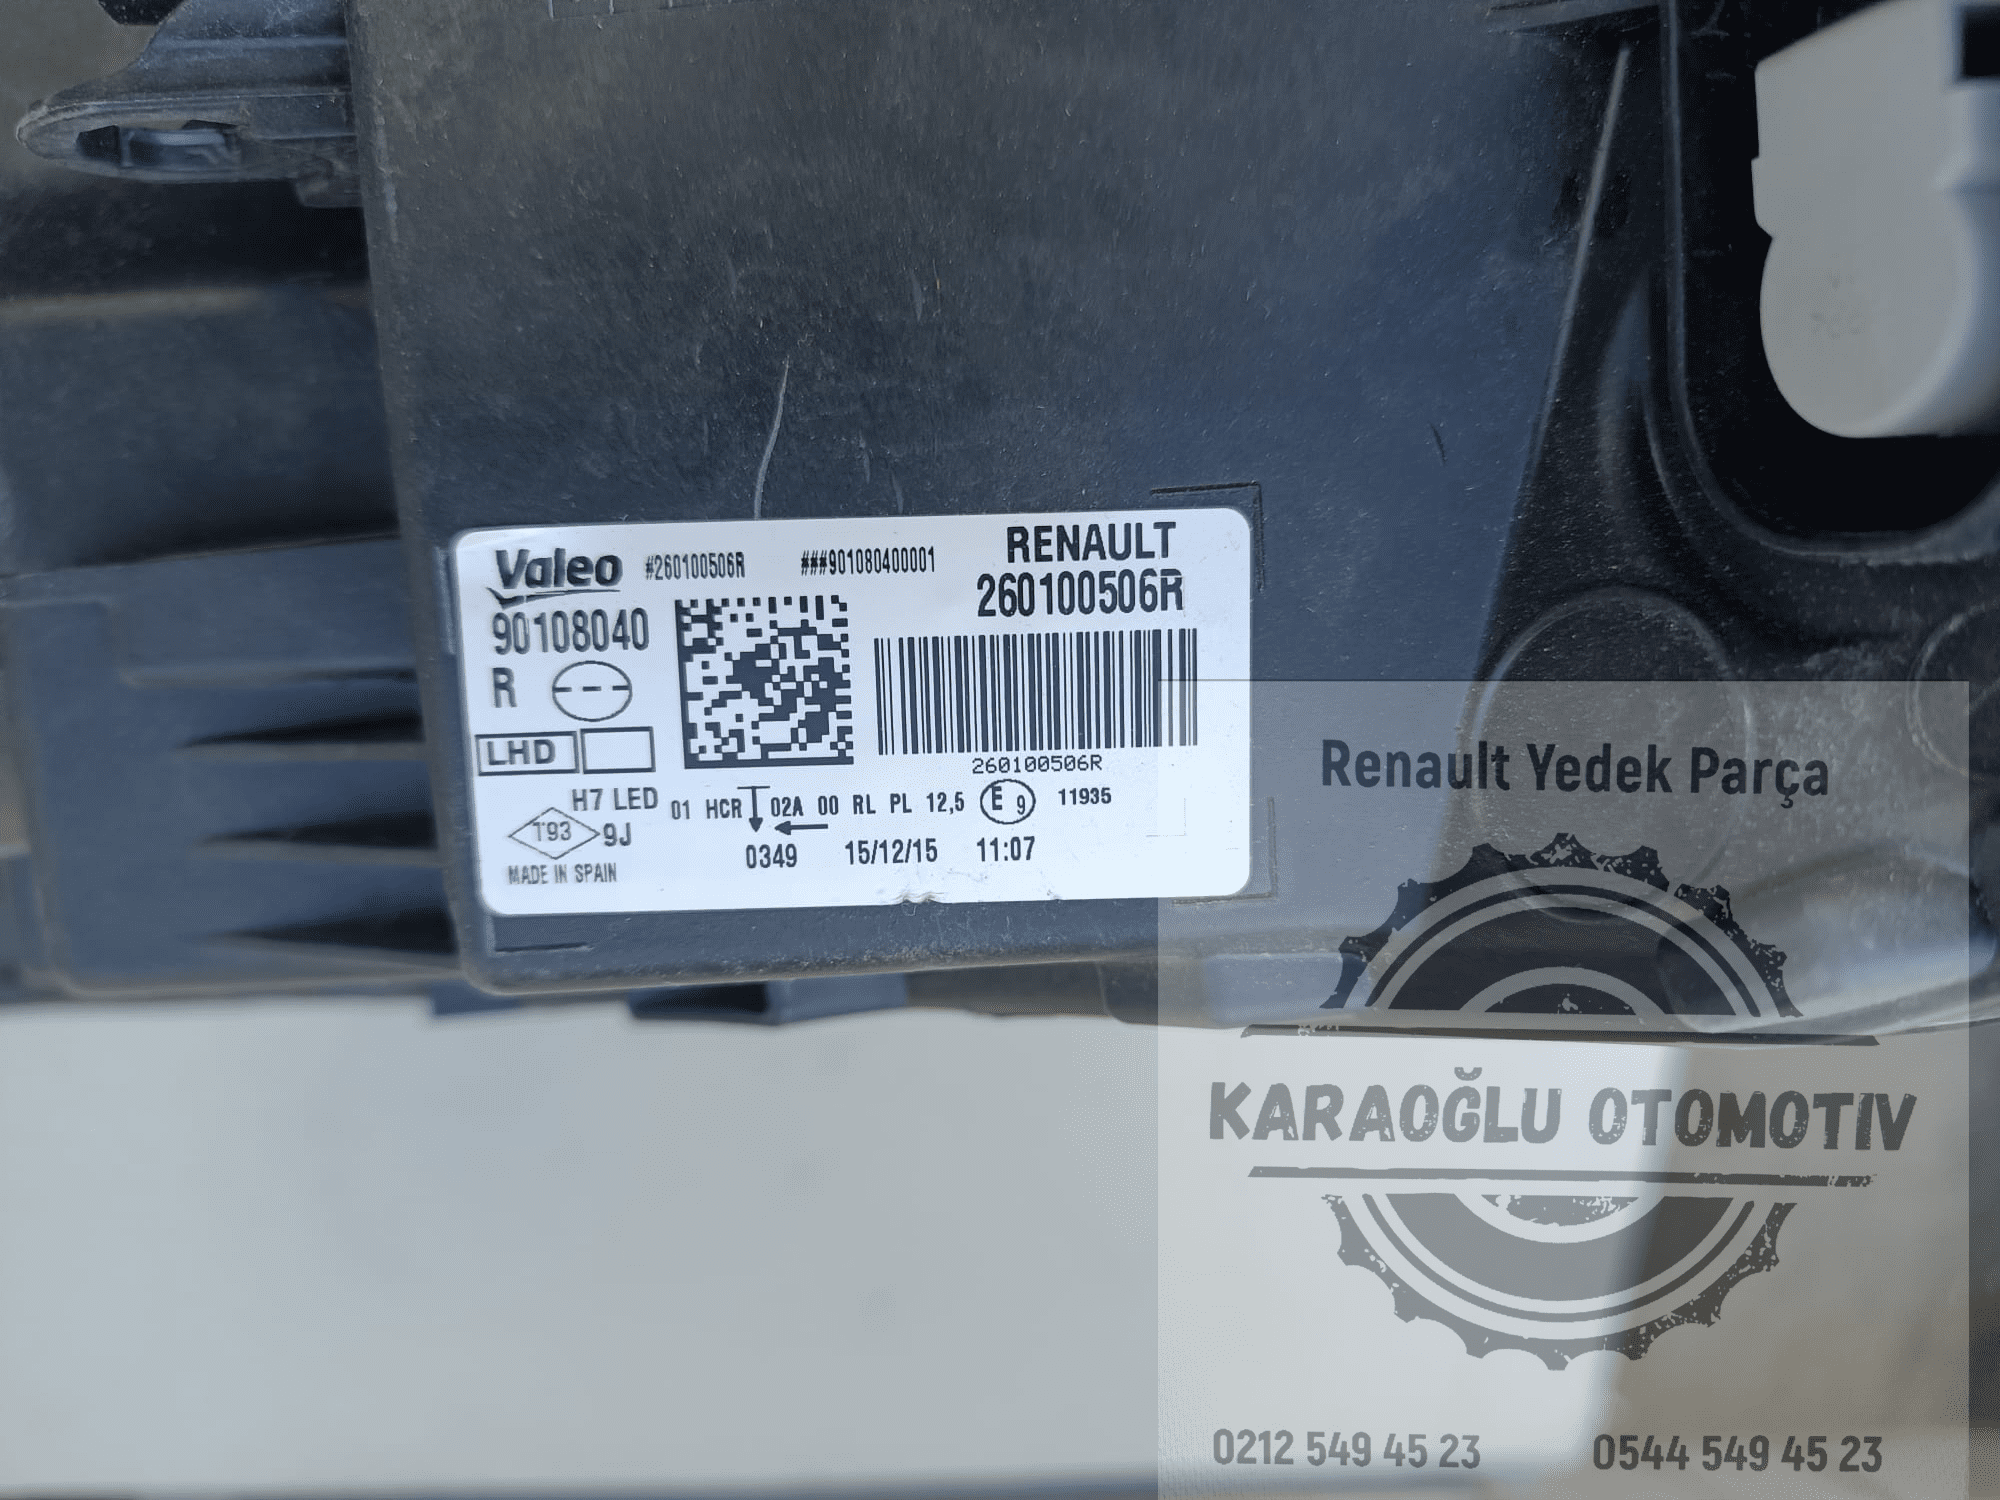 Valeo #260100506R ###901080400001 RENAULT
90108040 260100506R
R
LHD
260100506R
H7 LED 01 HCR 02A 00 RL PL 12,5 E 9 11935
T93 9J
0349 15/12/15 11:07
MADE IN SPAIN
Renault Yedek Parça
KARAOĞLU OTOMOTIV
0212 549 45 23 0544 549 45 23